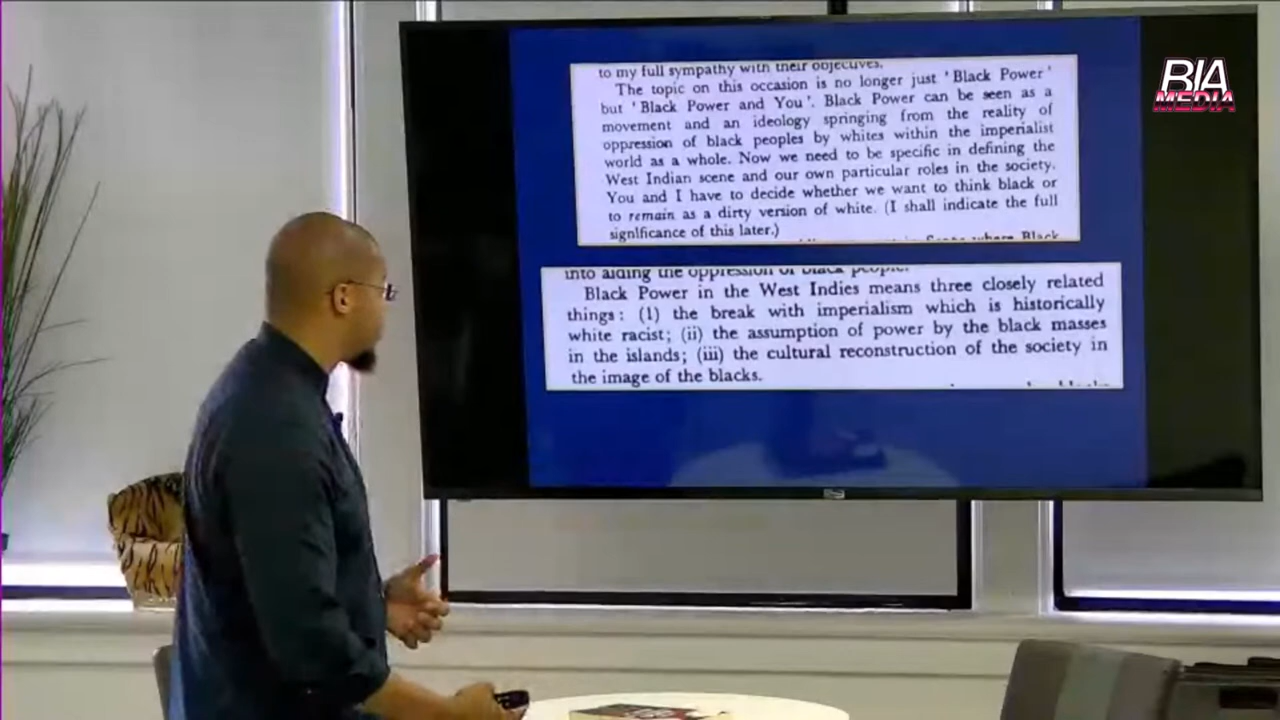 BIA
MEDIA
to my full sympathy with their objectives.
The topic on this occasion is no longer just 'Black Power'
but 'Black Power and You'. Black Power can be seen as a
movement and an ideology springing from the reality of
oppression of black peoples by whites within the imperialist
world as a whole. Now we need to be specific in defining the
West Indian scene and our own particular roles in the society.
You and I have to decide whether we want to think black or
to remain as a dirty version of white. (I shall indicate the full
significance of this later.)
where Black
into aiding the oppression of black people.
Black Power in the West Indies means three closely related
things: (1) the break with imperialism which is historically
white racist; (ii) the assumption of power by the black masses
in the islands; (iii) the cultural reconstruction of the society in
the image of the blacks.